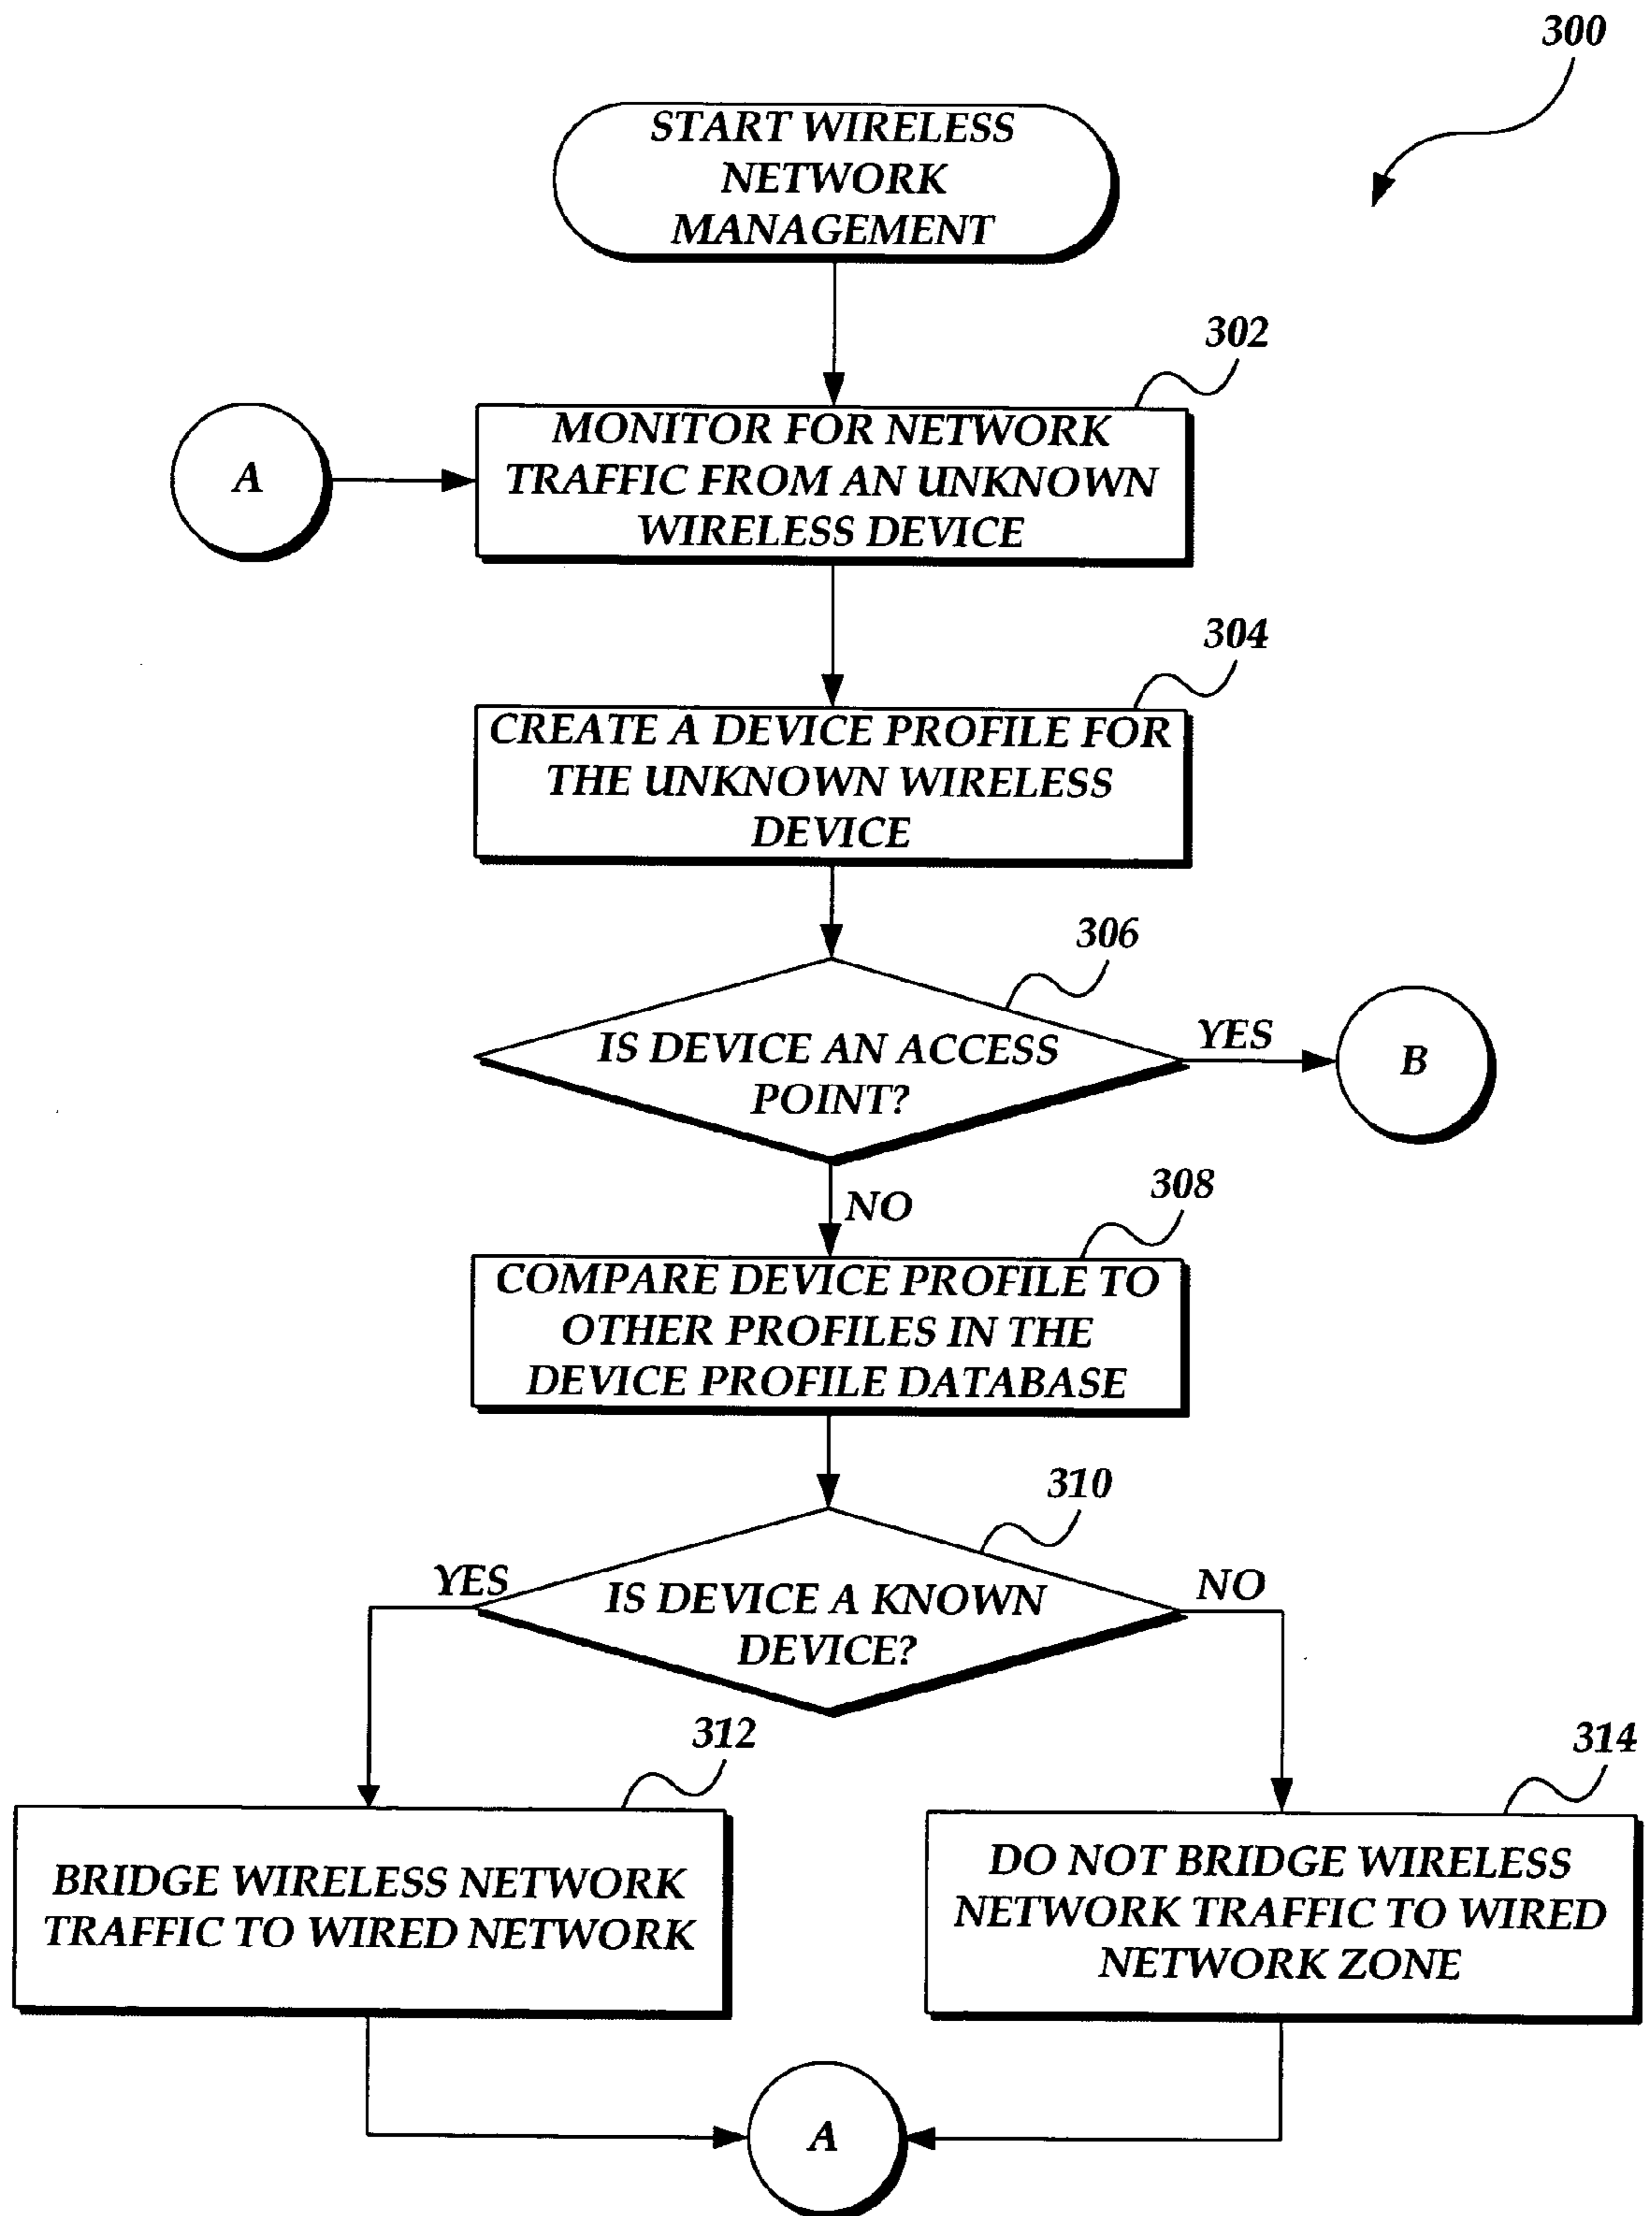 300
START WIRELESS
NETWORK
MANAGEMENT
302
A
MONITOR FOR NETWORK
TRAFFIC FROM AN UNKNOWN
WIRELESS DEVICE
304
CREATE A DEVICE PROFILE FOR
THE UNKNOWN WIRELESS
DEVICE
306
IS DEVICE AN ACCESS
POINT?
YES
B
NO
308
COMPARE DEVICE PROFILE TO
OTHER PROFILES IN THE
DEVICE PROFILE DATABASE
310
YES
IS DEVICE A KNOWN
DEVICE?
NO
312
BRIDGE WIRELESS NETWORK
TRAFFIC TO WIRED NETWORK
314
DO NOT BRIDGE WIRELESS
NETWORK TRAFFIC TO WIRED
NETWORK ZONE
A